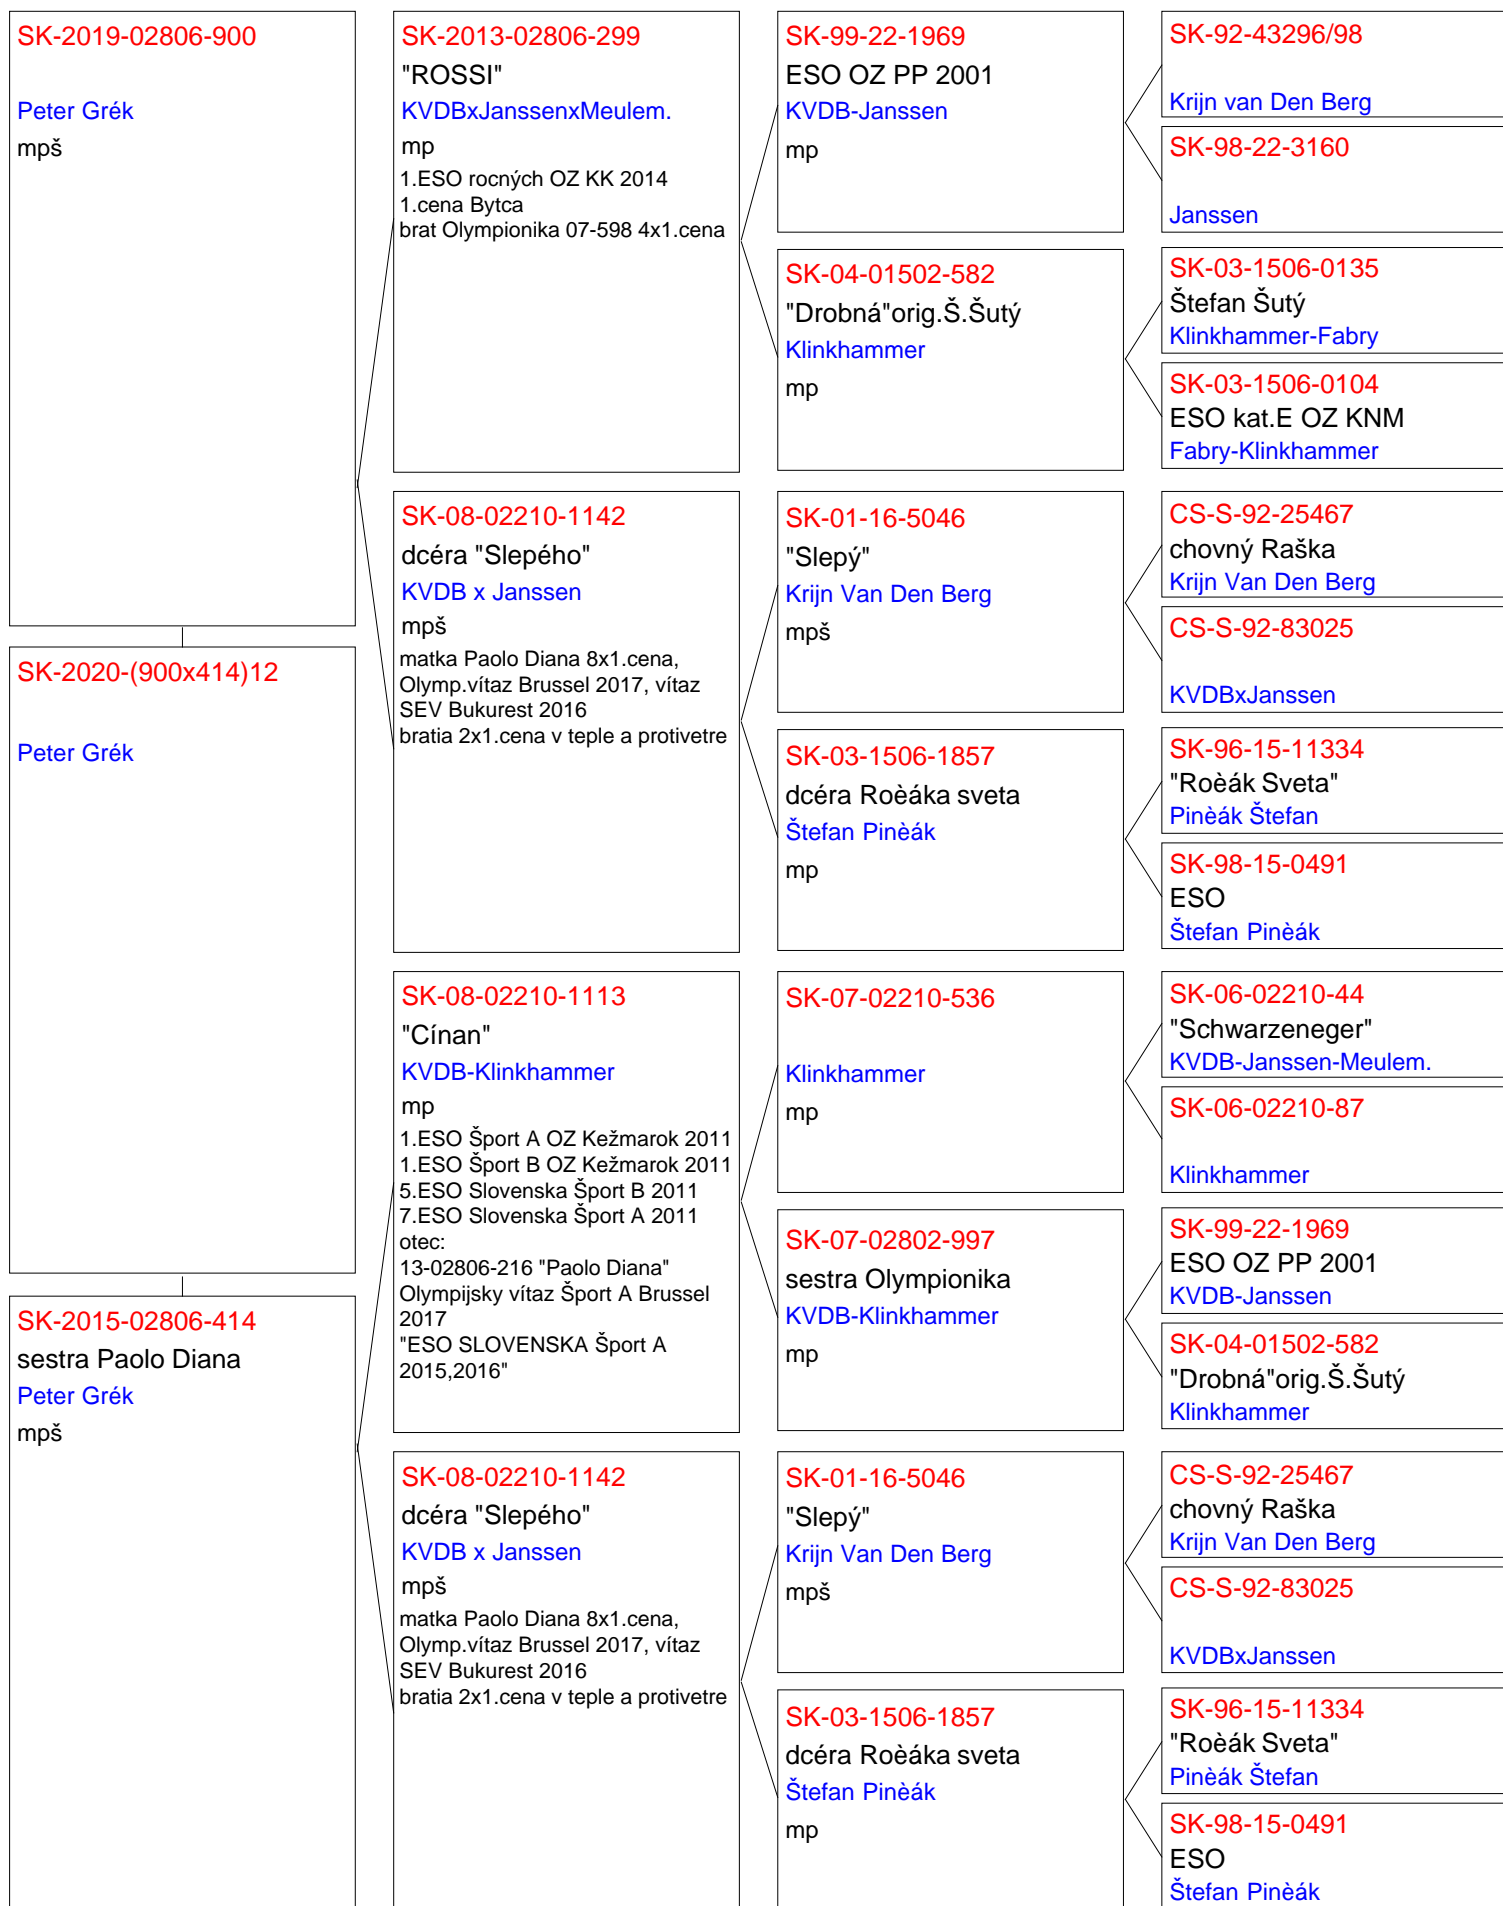 SK-2019-02806-900
Peter Grék
mpš
SK-2020-(900x414)12
Peter Grék
SK-2015-02806-414
sestra Paolo Diana
Peter Grék
mpš
SK-2013-02806-299
"ROSSI"
KVDBxJanssenxMeulem.
mp
1.ESO rocných OZ KK 2014
1.cena Bytca
brat Olympionika 07-598 4x1.cena
SK-08-02210-1142
dcéra "Slepého"
KVDB x Janssen
mpš
matka Paolo Diana 8x1.cena,
Olymp.vítaz Brussel 2017, vítaz
SEV Bukurest 2016
bratia 2x1.cena v teple a protivetre
SK-08-02210-1113
"Cínan"
KVDB-Klinkhammer
mp
1.ESO Šport A OZ Kežmarok 2011
1.ESO Šport B OZ Kežmarok 2011
5.ESO Slovenska Šport B 2011
7.ESO Slovenska Šport A 2011
otec:
13-02806-216 "Paolo Diana"
Olympijsky vítaz Šport A Brussel
2017
"ESO SLOVENSKA Šport A
2015,2016"
SK-08-02210-1142
dcéra "Slepého"
KVDB x Janssen
mpš
matka Paolo Diana 8x1.cena,
Olymp.vítaz Brussel 2017, vítaz
SEV Bukurest 2016
bratia 2x1.cena v teple a protivetre
SK-99-22-1969
ESO OZ PP 2001
KVDB-Janssen
mp
SK-04-01502-582
"Drobná"orig.Š.Šutý
Klinkhammer
mp
SK-01-16-5046
"Slepý"
Krijn Van Den Berg
mpš
SK-03-1506-1857
dcéra Roèáka sveta
Štefan Pinèák
mp
SK-07-02210-536
Klinkhammer
mp
SK-07-02802-997
sestra Olympionika
KVDB-Klinkhammer
mp
SK-01-16-5046
"Slepý"
Krijn Van Den Berg
mpš
SK-03-1506-1857
dcéra Roèáka sveta
Štefan Pinèák
mp
SK-92-43296/98
Krijn van Den Berg
SK-98-22-3160
Janssen
SK-03-1506-0135
Štefan Šutý
Klinkhammer-Fabry
SK-03-1506-0104
ESO kat.E OZ KNM
Fabry-Klinkhammer
CS-S-92-25467
chovný Raška
Krijn Van Den Berg
CS-S-92-83025
KVDBxJanssen
SK-96-15-11334
"Roèák Sveta"
Pinèák Štefan
SK-98-15-0491
ESO
Štefan Pinèák
SK-06-02210-44
"Schwarzeneger"
KVDB-Janssen-Meulem.
SK-06-02210-87
Klinkhammer
SK-99-22-1969
ESO OZ PP 2001
KVDB-Janssen
SK-04-01502-582
"Drobná"orig.Š.Šutý
Klinkhammer
CS-S-92-25467
chovný Raška
Krijn Van Den Berg
CS-S-92-83025
KVDBxJanssen
SK-96-15-11334
"Roèák Sveta"
Pinèák Štefan
SK-98-15-0491
ESO
Štefan Pinèák